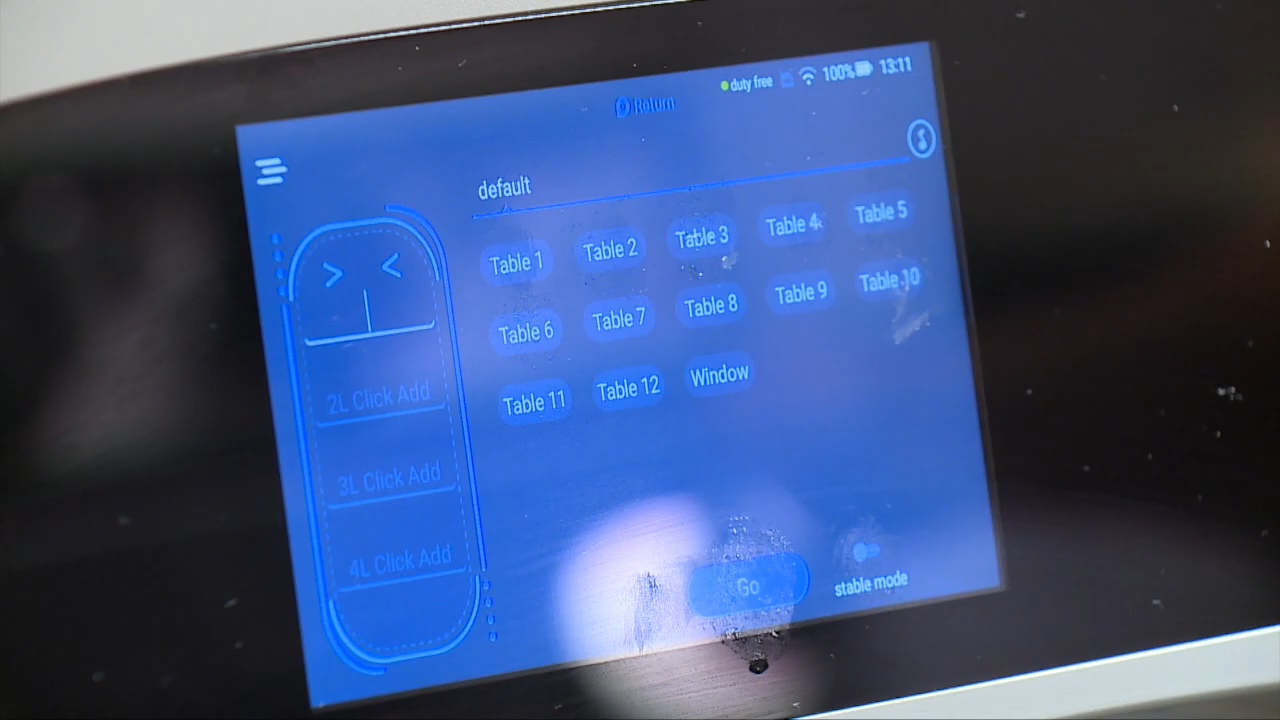 duty free 100% 13:11
Return
default
Table 1 Table 2 Table 3 Table 4 Table 5
Table 6 Table 7 Table 8 Table 9 Table 10
Table 11 Table 12 Window
2L Click Add
3L Click Add
4L Click Add
Go
stable mode